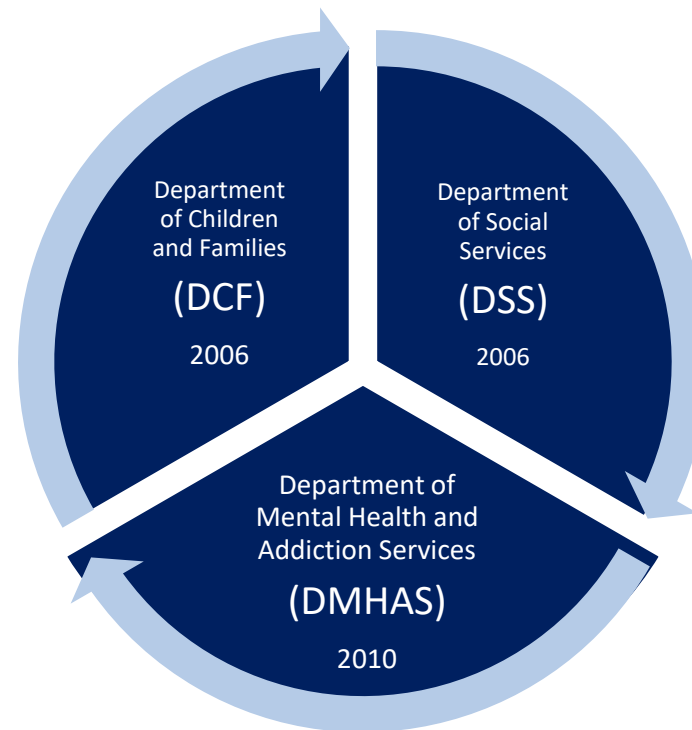 Department
of Children
and Families
(DCF)
2006
Department
of Social
Services
(DSS)
2006
Department of
Mental Health and
Addiction Services
(DMHAS)
2010